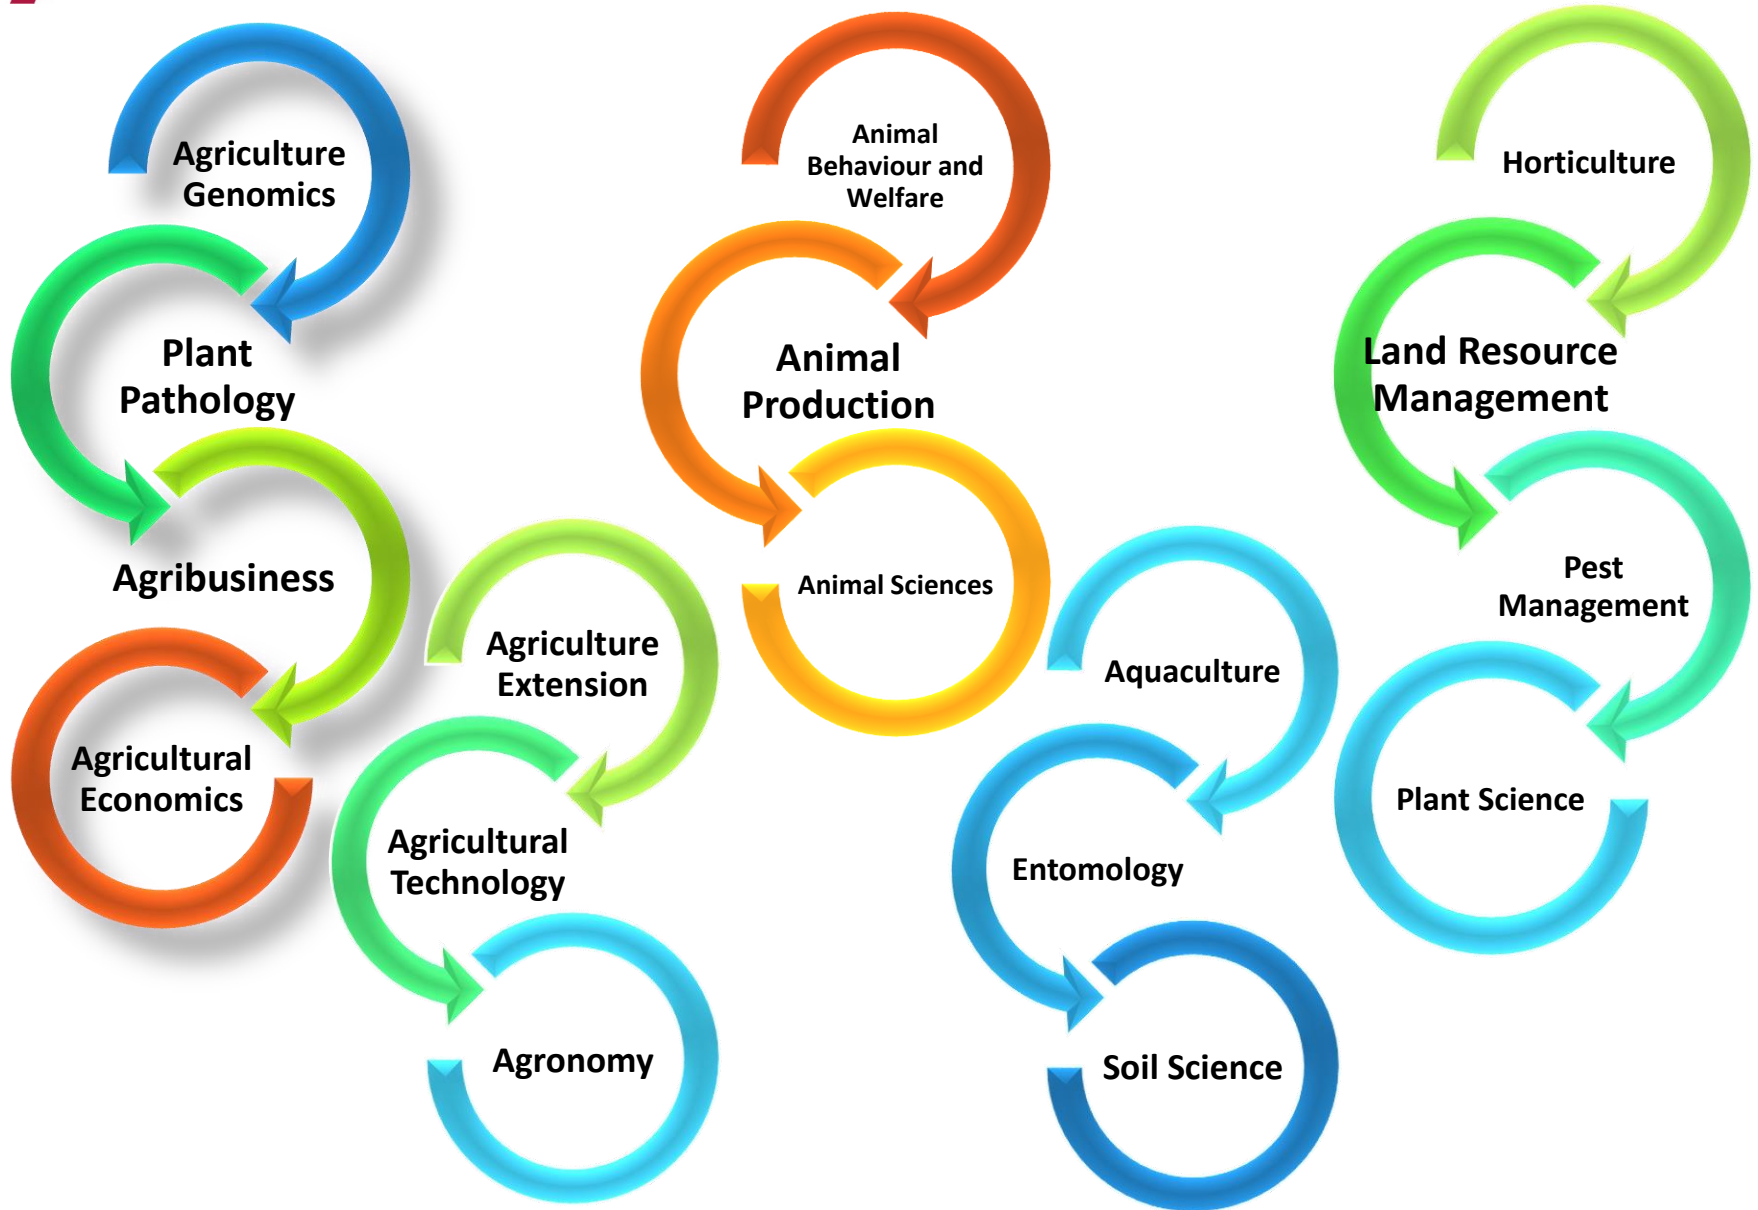 Agriculture
Genomics
Plant
Pathology
Agribusiness
Agricultural
Economics
Agriculture
Extension
Agricultural
Technology
Agronomy
Animal
Behaviour and
Welfare
Animal
Production
Animal Sciences
Aquaculture
Entomology
Soil Science
Horticulture
Land Resource
Management
Pest
Management
Plant Science